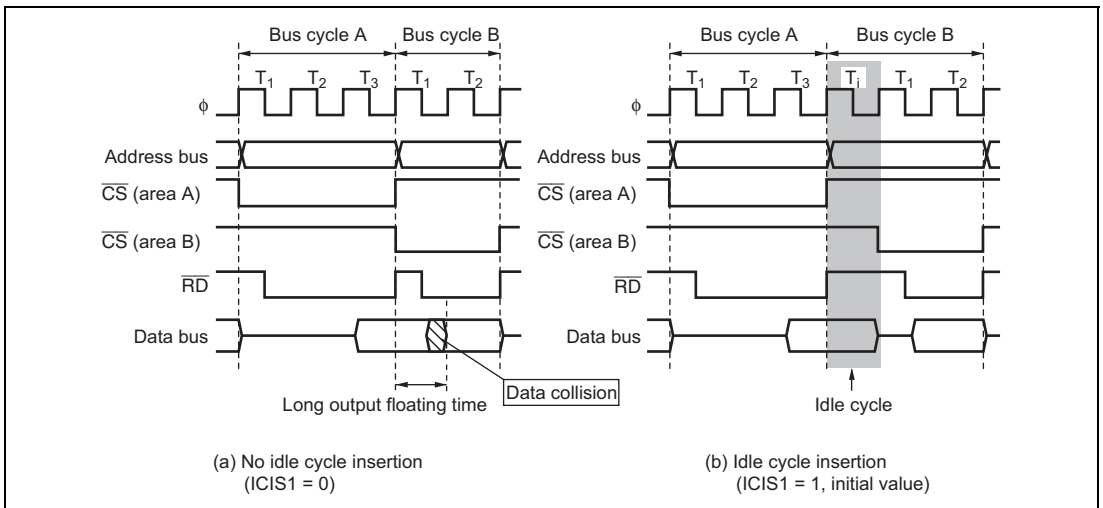 Bus cycle A
Bus cycle B
T1 T2 T3 T1 T2
ϕ
Address bus
CS (area A)
CS (area B)
RD
Data bus
Data collision
Long output floating time
(a) No idle cycle insertion
(ICIS1 = 0)
Bus cycle A
Bus cycle B
T1 T2 T3 Ti T1 T2
ϕ
Address bus
CS (area A)
CS (area B)
RD
Data bus
Idle cycle
(b) Idle cycle insertion
(ICIS1 = 1, initial value)